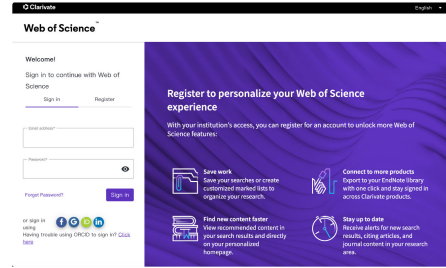 Clarivate
English
Web of Science™
Welcome!
Sign in to continue with Web of
Science
Sign in
Register
Email address*
Password*
Forgot Password?
Sign in
or sign in
using
Having trouble using ORCID to sign in? Click
here
Register to personalize your Web of Science
experience
With your institution's access, you can register for an account to unlock more Web of
Science features:
Save work
Save your searches or create
customized marked lists to
organize your research.
Connect to more products
Export to your EndNote library
with one click and stay signed in
across Clarivate products.
Find new content faster
View recommended content in
your search results and directly
on your personalized
homepage.
Stay up to date
Receive alerts for new search
results, citing articles, and
journal content in your research
area.